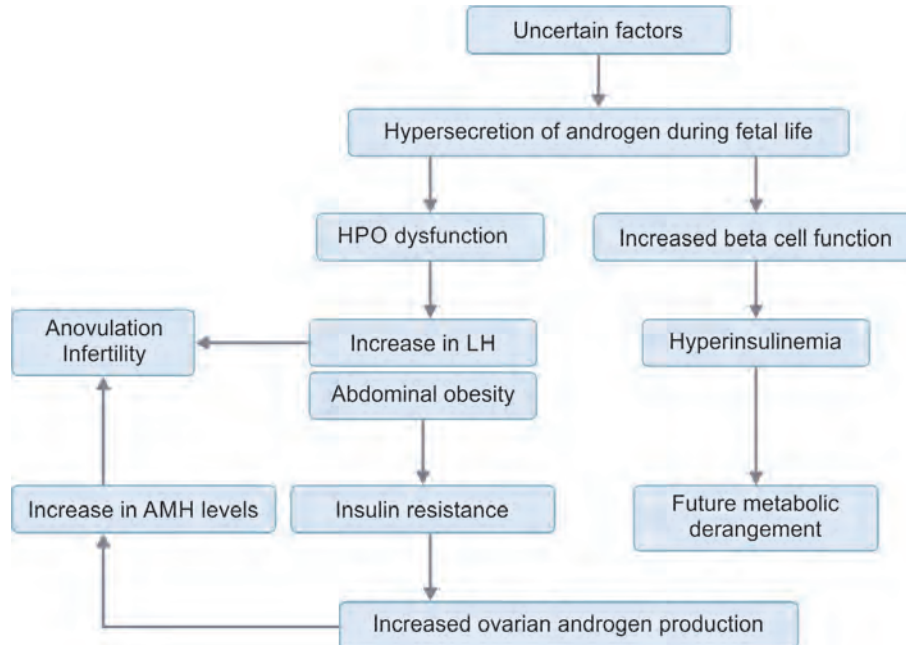 Uncertain factors
Hypersecretion of androgen during fetal life
HPO dysfunction
Increased beta cell function
Anovulation
Infertility
Increase in LH
Hyperinsulinemia
Abdominal obesity
Increase in AMH levels
Insulin resistance
Future metabolic
derangement
Increased ovarian androgen production